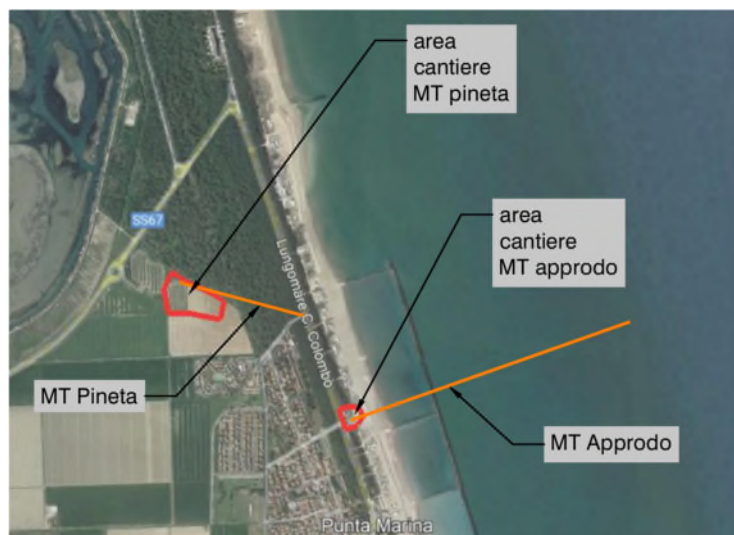 area
cantiere
MT pineta
area
cantiere
MT approdo
SS67
Lungomare C. Colombo
MT Pineta
MT Approdo
Punta Marina